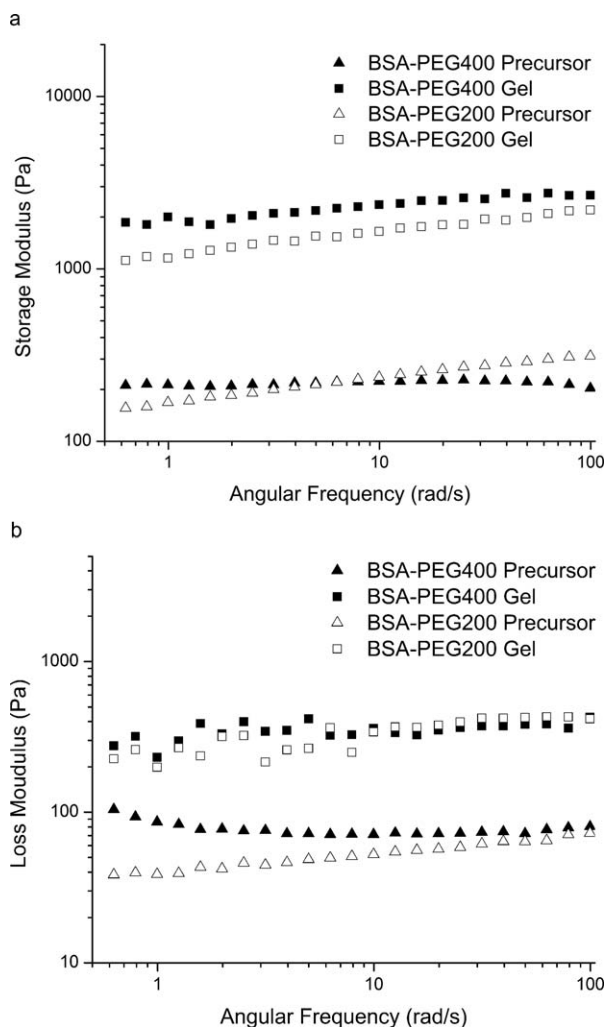 a
BSA-PEG400 Precursor
BSA-PEG400 Gel
BSA-PEG200 Precursor
BSA-PEG200 Gel
10000
1000
100
Storage Modulus (Pa)
1 10 100
Angular Frequency (rad/s)
b
BSA-PEG400 Precursor
BSA-PEG400 Gel
BSA-PEG200 Precursor
BSA-PEG200 Gel
1000
100
10
Loss Moudulus (Pa)
1 10 100
Angular Frequency (rad/s)